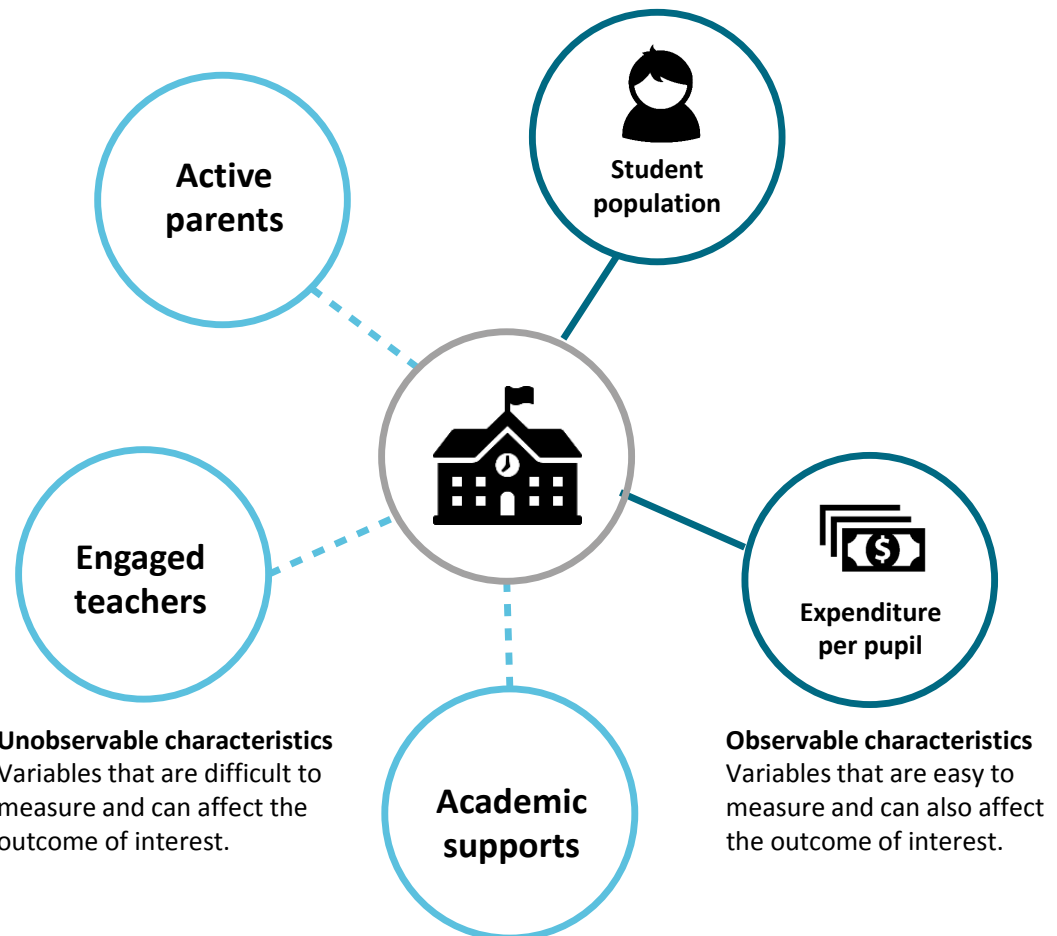 Active
parents
Student
population
Engaged
teachers
Expenditure
per pupil
Unobservable characteristics
Variables that are difficult to
measure and can affect the
outcome of interest.
Academic
supports
Observable characteristics
Variables that are easy to
measure and can also affect
the outcome of interest.